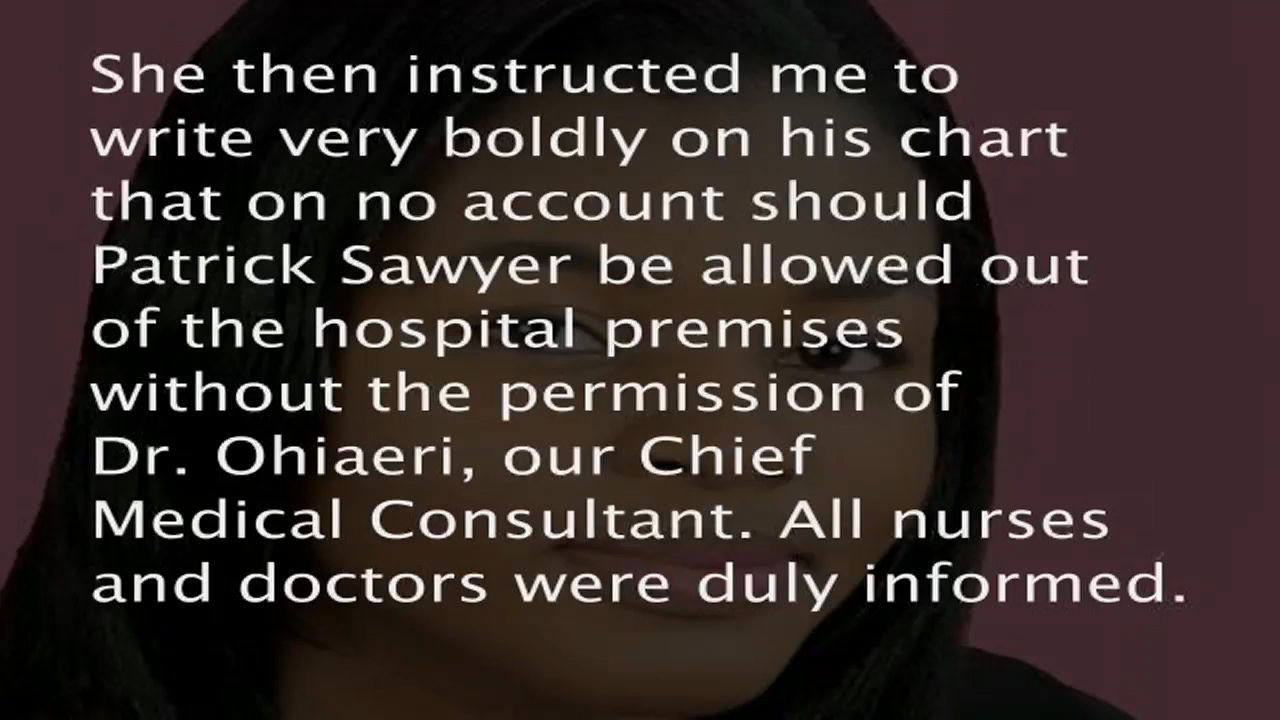 She then instructed me to
write very boldly on his chart
that on no account should
Patrick Sawyer be allowed out
of the hospital premises
without the permission of
Dr. Ohiaeri, our Chief
Medical Consultant. All nurses
and doctors were duly informed.